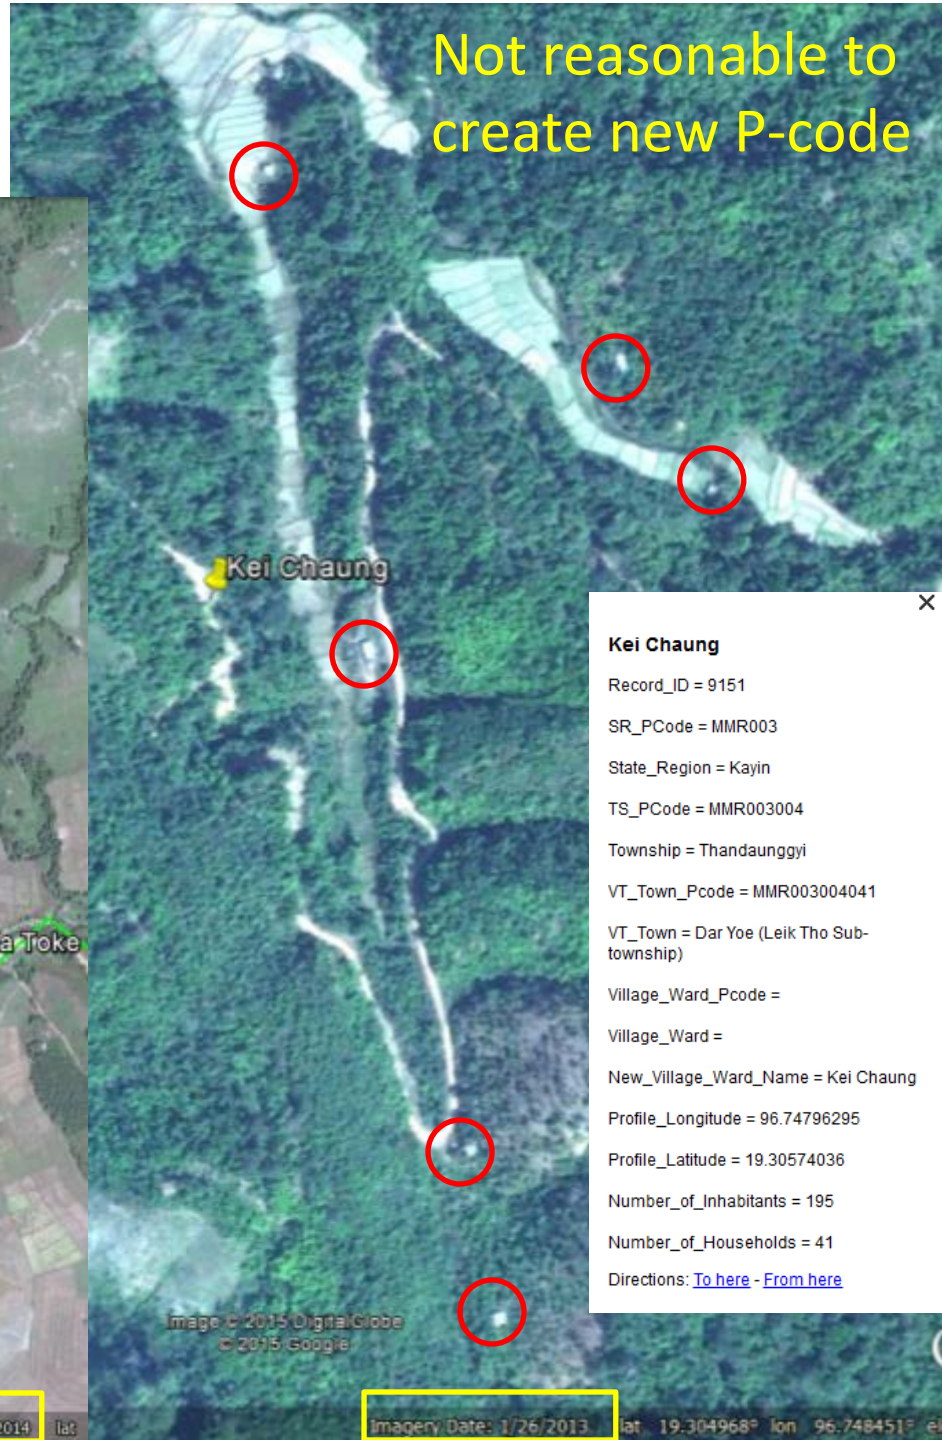 Not reasonable to
create new P-code
Kei Chaung
a Toke
Kei Chaung
Record_ID = 9151
SR_PCode = MMR003
State_Region = Kayin
TS_PCode = MMR003004
Township = Thandaunggyi
VT_Town_Pcode = MMR003004041
VT_Town = Dar Yoe (Leik Tho Sub-
township)
Village_Ward_Pcode =
Village_Ward =
New_Village_Ward_Name = Kei Chaung
Profile_Longitude = 96.74796295
Profile_Latitude = 19.30574036
Number_of_Inhabitants = 195
Number_of_Households = 41
Directions: To here - From here
Image © 2015 DigitalGlobe
© 2015 Google
2014 lat
Imagery Date: 1/26/2013 lat 19.304968° lon 96.748451° el